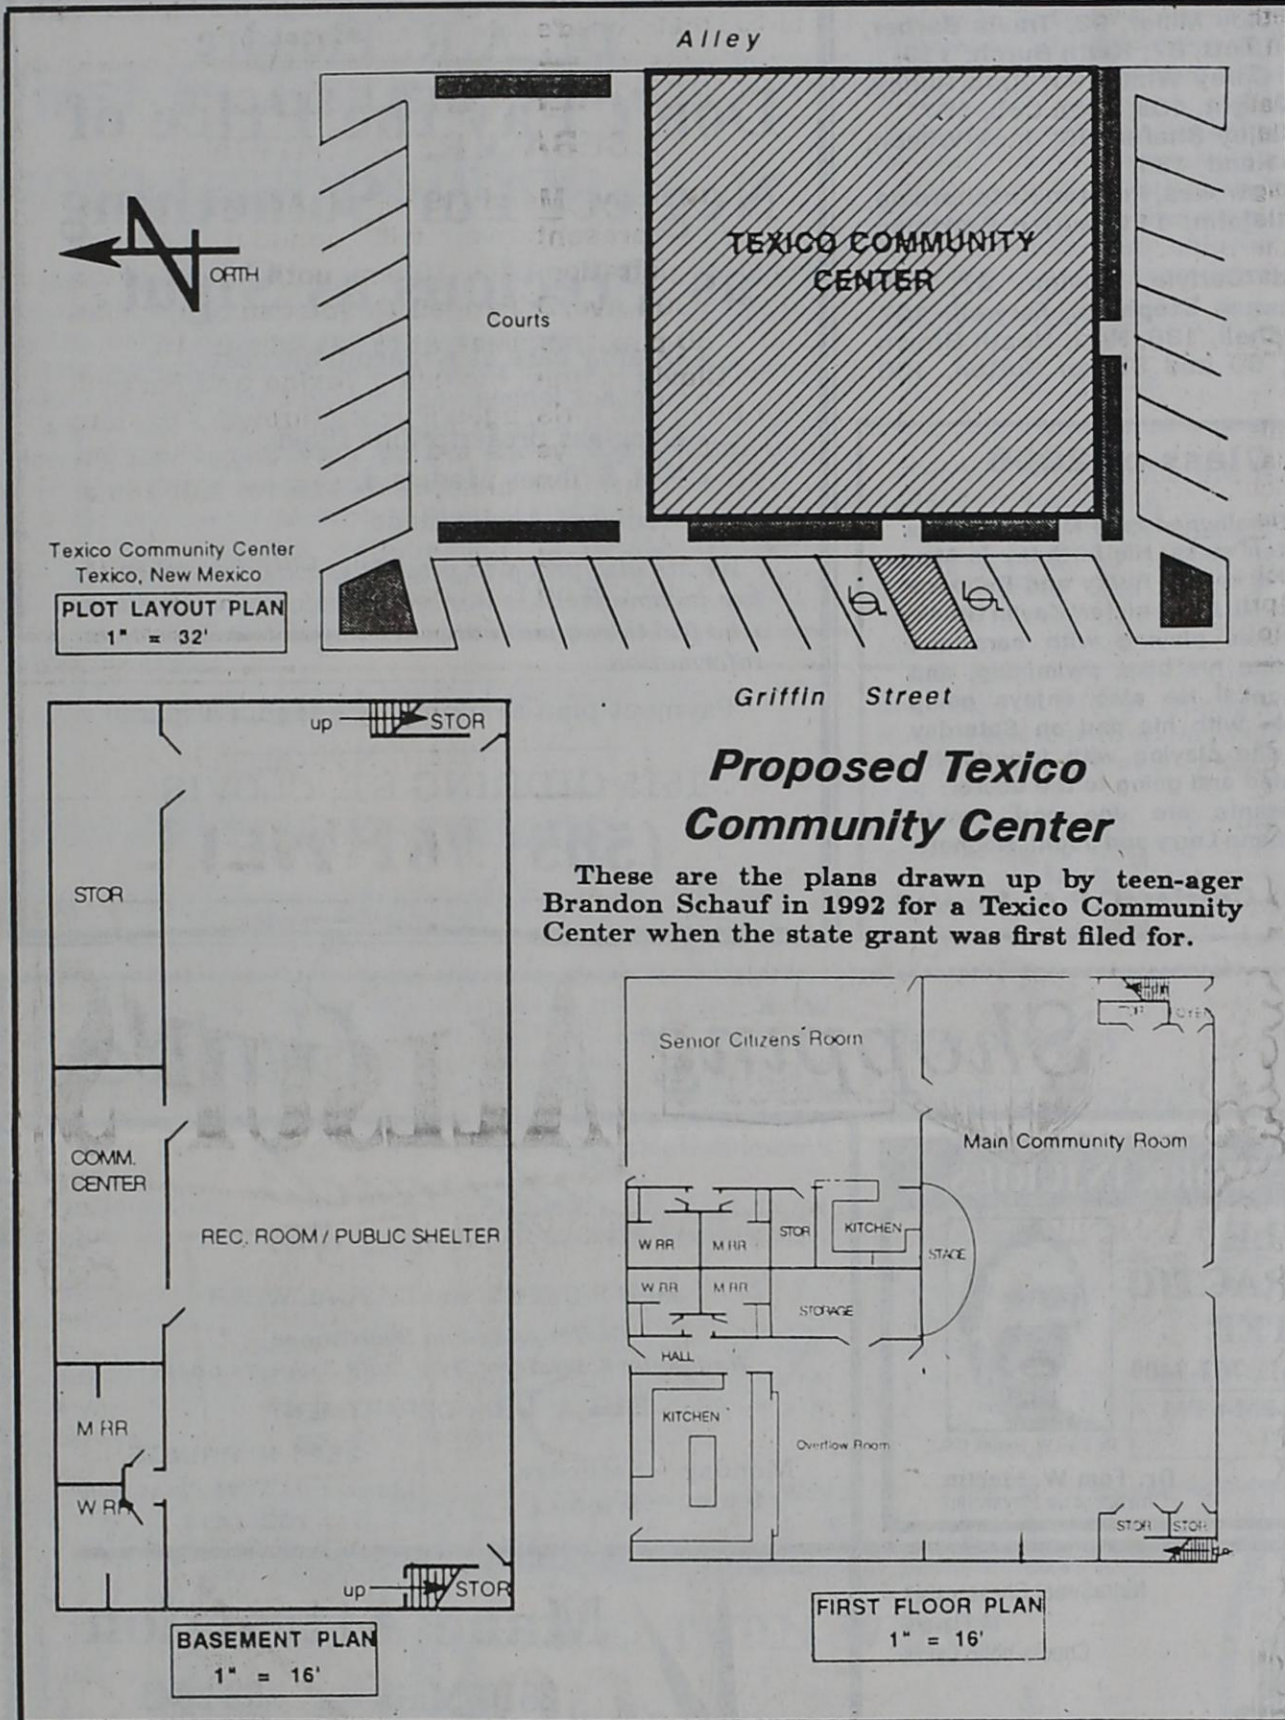 Alley
TEXICO COMMUNITY
CENTER
NORTH
Courts
Texico Community Center
Texico, New Mexico
PLOT LAYOUT PLAN
1" = 32'
Griffin Street
Proposed Texico
Community Center
These are the plans drawn up by teen-ager
Brandon Schauf in 1992 for a Texico Community
Center when the state grant was first filed for.
up
STOR
STOR
COMM.
CENTER
REC. ROOM / PUBLIC SHELTER
M RR
W RR
up
STOR
BASEMENT PLAN
1" = 16'
Senior Citizens' Room
Main Community Room
W RR
M RR
STOR
KITCHEN
STAGE
W RR
M RR
STORAGE
HALL
KITCHEN
Overflow Room
STOR
STOR
FIRST FLOOR PLAN
1" = 16'